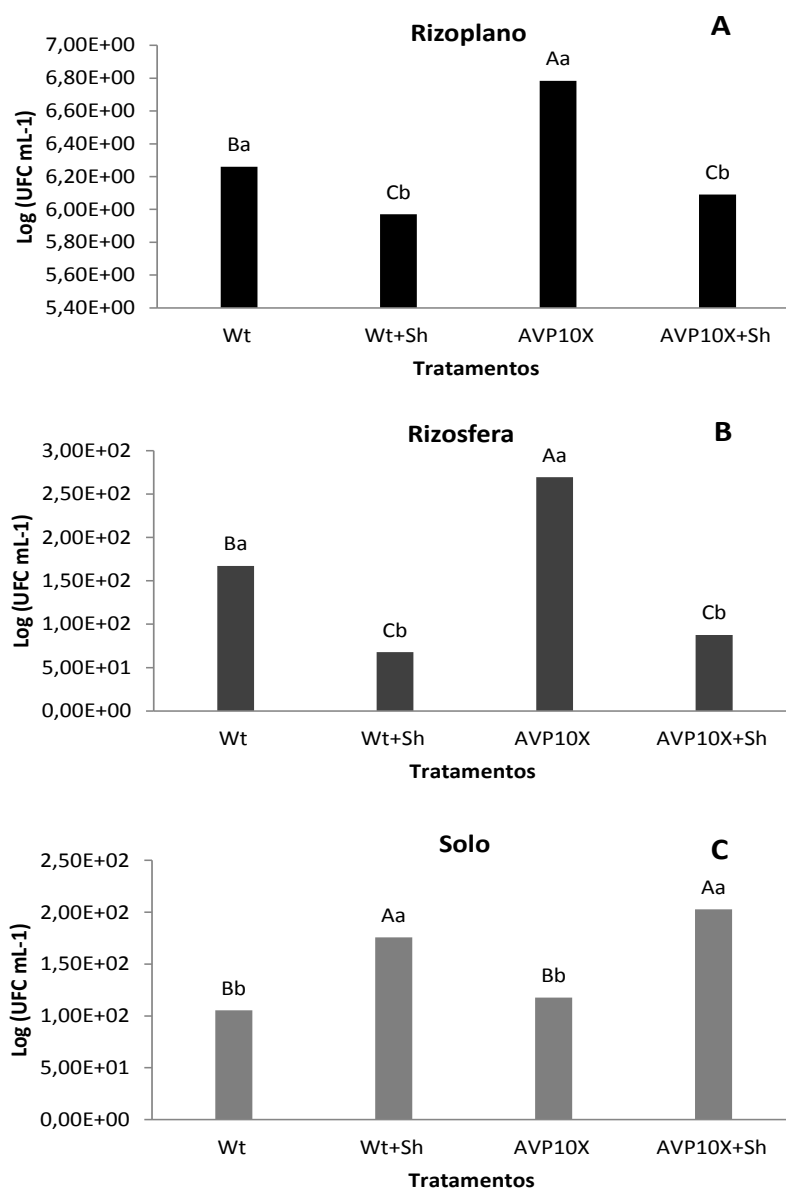 Rizoplano
A
Log (UFC mL-1)
7,00E+00
6,80E+00
6,60E+00
6,40E+00
6,20E+00
6,00E+00
5,80E+00
5,60E+00
5,40E+00
Ba
Cb
Aa
Cb
Wt Wt+Sh AVP10X AVP10X+Sh
Tratamentos
Rizosfera
B
Log (UFC mL-1)
3,00E+02
2,50E+02
2,00E+02
1,50E+02
1,00E+02
5,00E+01
0,00E+00
Ba
Cb
Aa
Cb
Wt Wt+Sh AVP10X AVP10X+Sh
Tratamentos
Solo
C
Log (UFC mL-1)
2,50E+02
2,00E+02
1,50E+02
1,00E+02
5,00E+01
0,00E+00
Bb
Aa
Bb
Aa
Wt Wt+Sh AVP10X AVP10X+Sh
Tratamentos